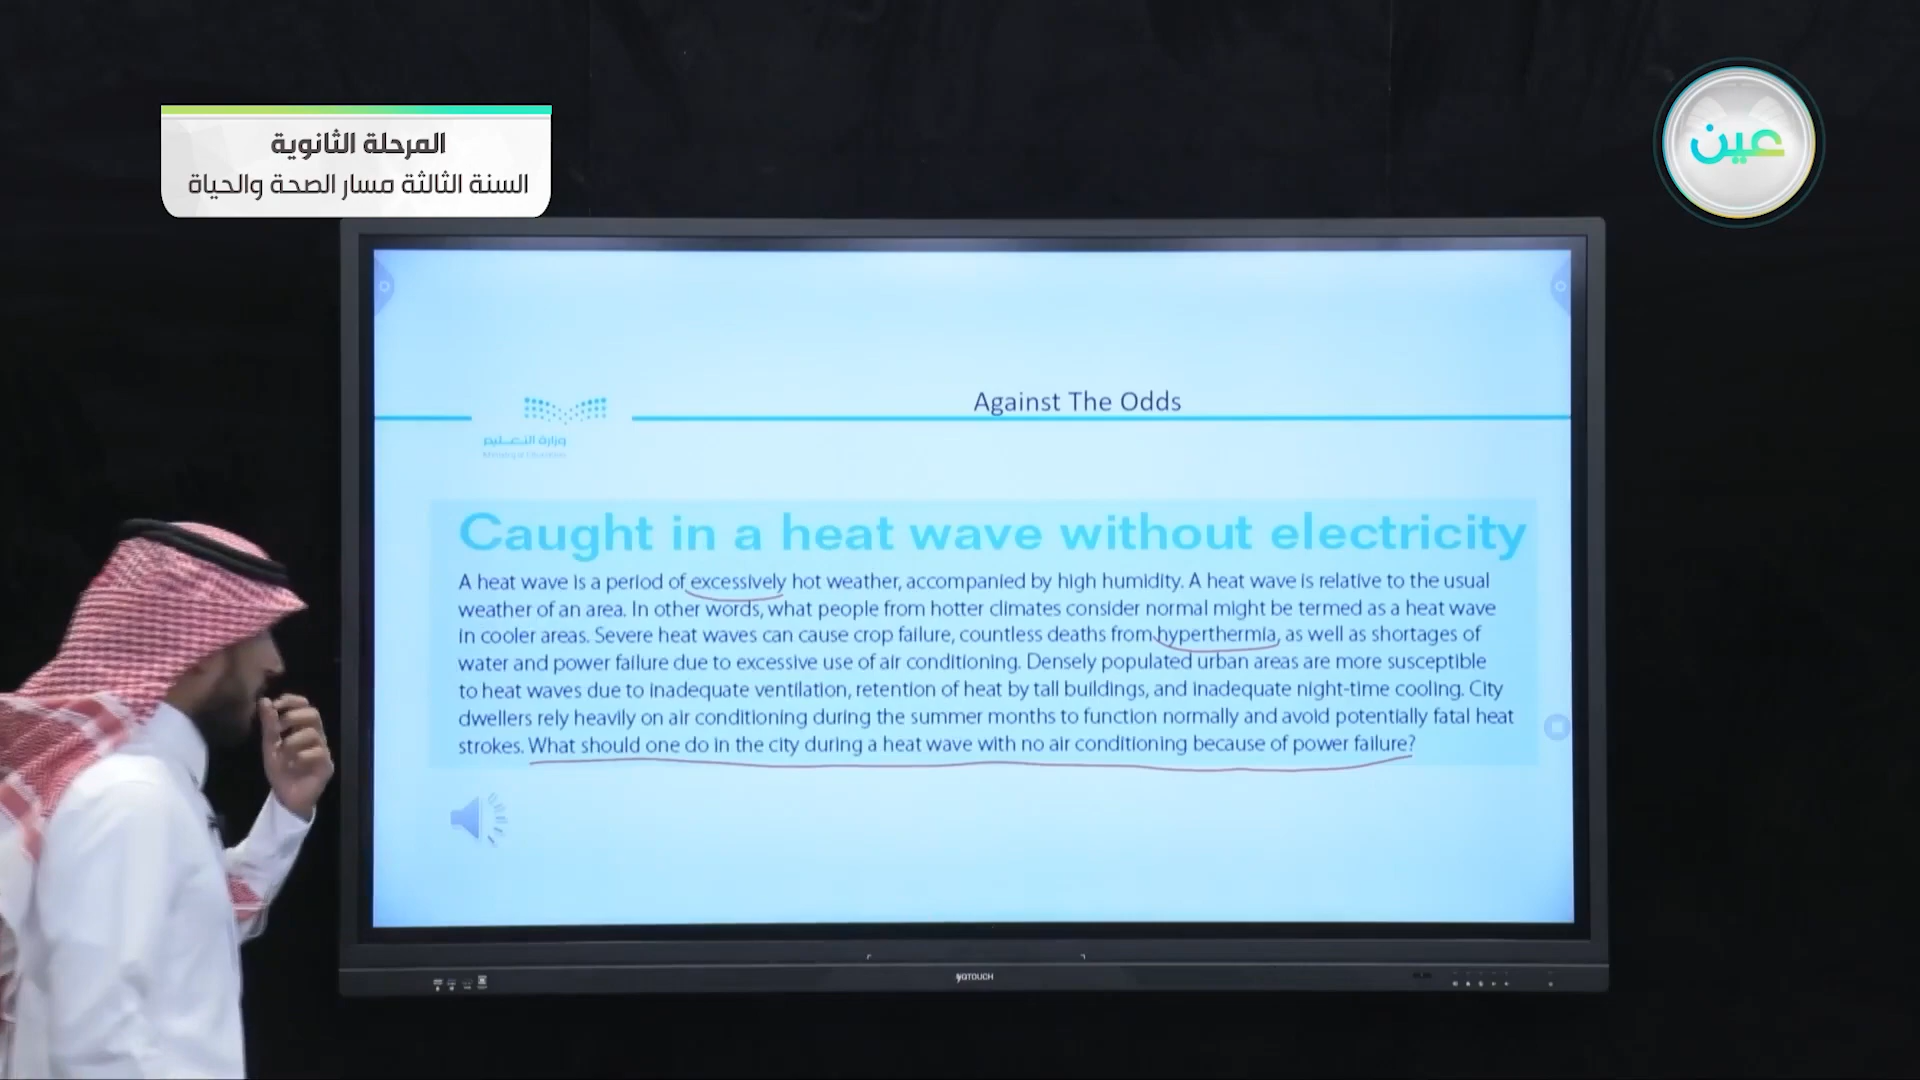 المرحلة الثانوية
السنة الثالثة مسار الصحة والحياة
عين
Against The Odds
وزارة التعليم
Ministry of Education
Caught in a heat wave without electricity
A heat wave is a period of excessively hot weather, accompanied by high humidity. A heat wave is relative to the usual
weather of an area. In other words, what people from hotter climates consider normal might be termed as a heat wave
in cooler areas. Severe heat waves can cause crop failure, countless deaths from hyperthermia, as well as shortages of
water and power failure due to excessive use of air conditioning. Densely populated urban areas are more susceptible
to heat waves due to inadequate ventilation, retention of heat by tall buildings, and inadequate night-time cooling. City
dwellers rely heavily on air conditioning during the summer months to function normally and avoid potentially fatal heat
strokes. What should one do in the city during a heat wave with no air conditioning because of power failure?